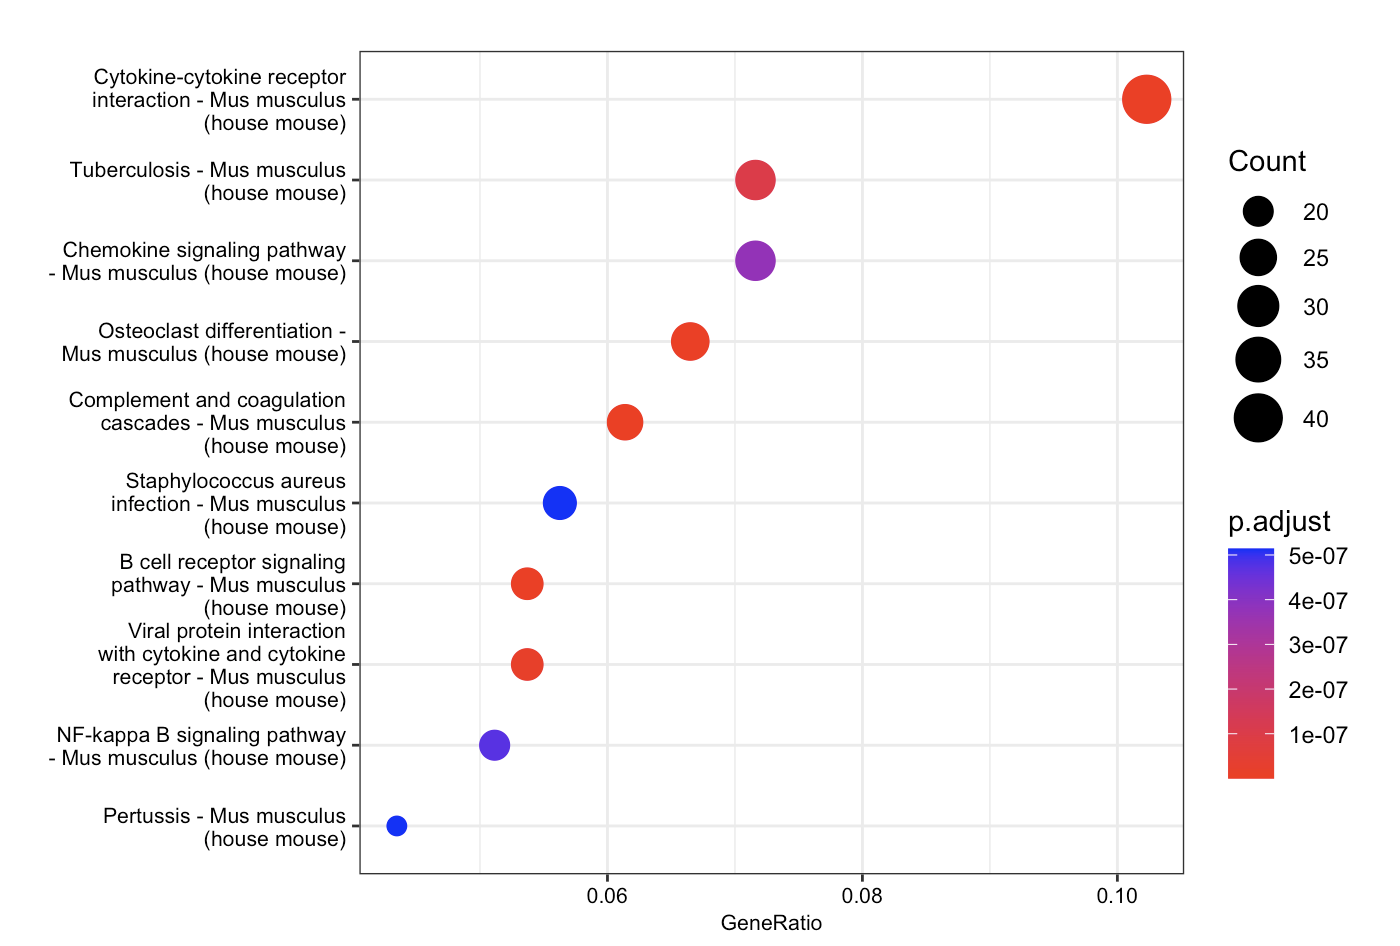 Cytokine-cytokine receptor
interaction - Mus musculus
(house mouse)
Tuberculosis - Mus musculus
(house mouse)
Chemokine signaling pathway
- Mus musculus (house mouse)
Osteoclast differentiation -
Mus musculus (house mouse)
Complement and coagulation
cascades - Mus musculus
(house mouse)
Staphylococcus aureus
infection - Mus musculus
(house mouse)
B cell receptor signaling
pathway - Mus musculus
(house mouse)
Viral protein interaction
with cytokine and cytokine
receptor - Mus musculus
(house mouse)
NF-kappa B signaling pathway
- Mus musculus (house mouse)
Pertussis - Mus musculus
(house mouse)
0.06
0.08
0.10
GeneRatio
Count
20
25
30
35
40
p.adjust
5e-07
4e-07
3e-07
2e-07
1e-07